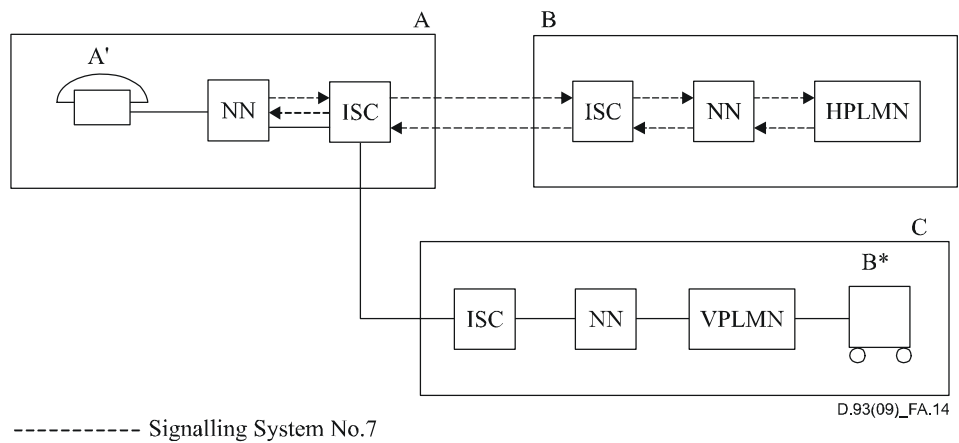 A
B
A'
NN
ISC
ISC
NN
HPLMN
C
B*
ISC
NN
VPLMN
D.93(09)_FA.14
Signalling System No.7